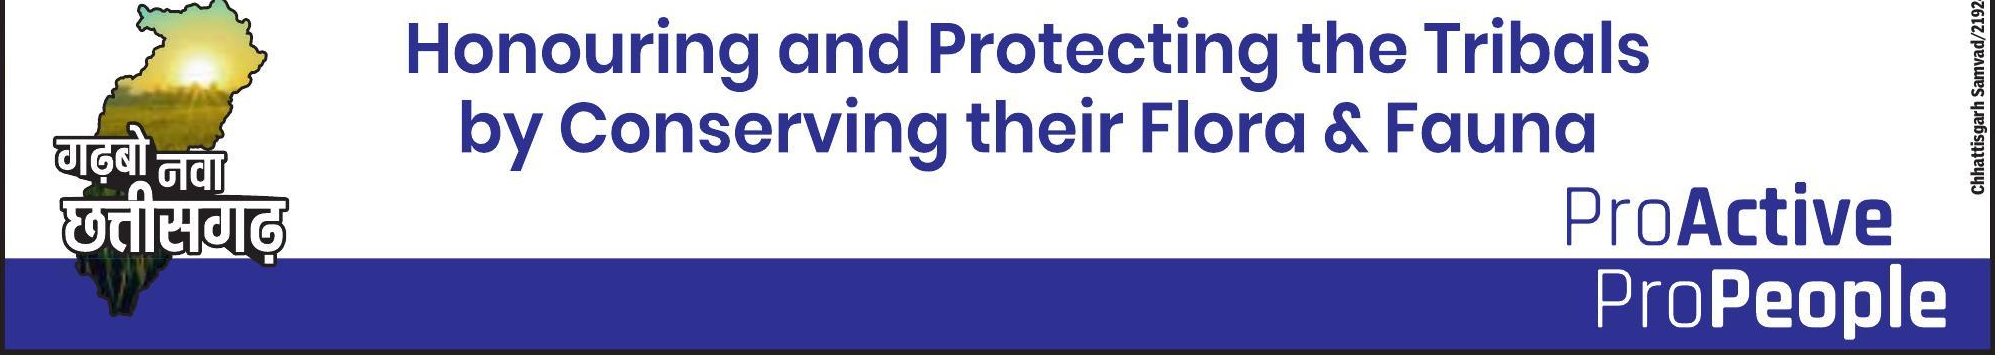 Honouring and Protecting the Tribals
by Conserving their Flora & Fauna
गढ़बो नवा
छत्तीसगढ़
ProActive
ProPeople
Chhattisgarh Samvad/2192